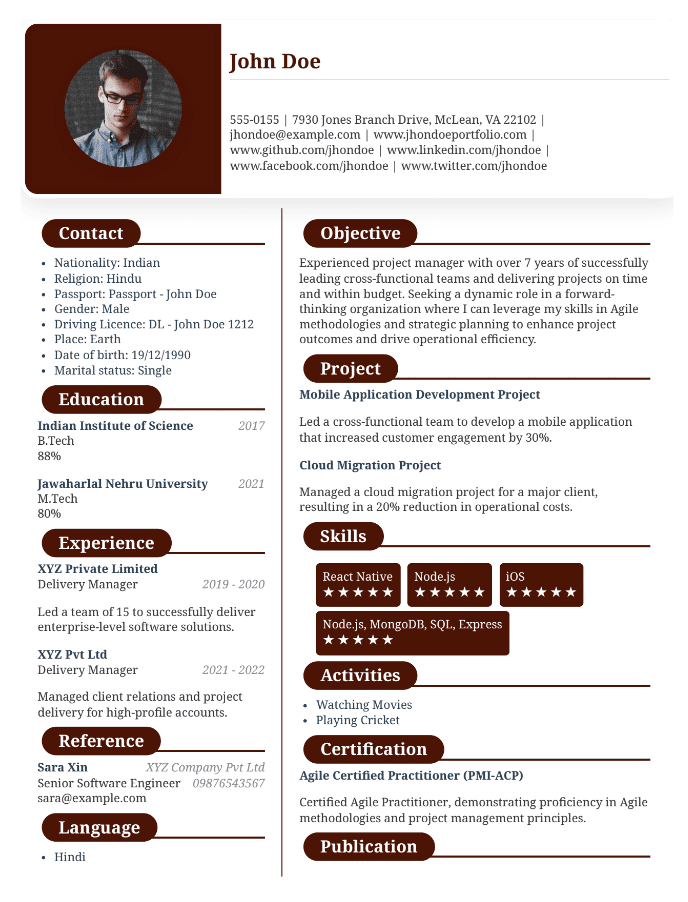 John Doe
555-0155 | 7930 Jones Branch Drive, McLean, VA 22102 |
jhondoe@example.com | www.jhondoeportfolio.com |
www.github.com/jhondoe | www.linkedin.com/jhondoe |
www.facebook.com/jhondoe | www.twitter.com/jhondoe
Contact
• Nationality: Indian
• Religion: Hindu
• Passport: Passport - John Doe
• Gender: Male
• Driving Licence: DL - John Doe 1212
• Place: Earth
• Date of birth: 19/12/1990
• Marital status: Single
Education
Indian Institute of Science 2017
B.Tech
88%
Jawaharlal Nehru University 2021
M.Tech
80%
Experience
XYZ Private Limited
Delivery Manager 2019 - 2020
Led a team of 15 to successfully deliver
enterprise-level software solutions.
XYZ Pvt Ltd
Delivery Manager 2021 - 2022
Managed client relations and project
delivery for high-profile accounts.
Reference
Sara Xin XYZ Company Pvt Ltd
Senior Software Engineer 09876543567
sara@example.com
Language
• Hindi
Objective
Experienced project manager with over 7 years of successfully
leading cross-functional teams and delivering projects on time
and within budget. Seeking a dynamic role in a forward-
thinking organization where I can leverage my skills in Agile
methodologies and strategic planning to enhance project
outcomes and drive operational efficiency.
Project
Mobile Application Development Project
Led a cross-functional team to develop a mobile application
that increased customer engagement by 30%.
Cloud Migration Project
Managed a cloud migration project for a major client,
resulting in a 20% reduction in operational costs.
Skills
React Native Node.js iOS
★★★★★ ★★★★★ ★★★★★
Node.js, MongoDB, SQL, Express
★★★★★
Activities
• Watching Movies
• Playing Cricket
Certification
Agile Certified Practitioner (PMI-ACP)
Certified Agile Practitioner, demonstrating proficiency in Agile
methodologies and project management principles.
Publication